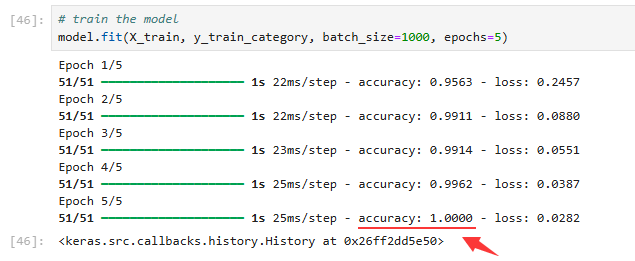 [46]: # train the model
model.fit(X_train, y_train_category, batch_size=1000, epochs=5)
Epoch 1/5
51/51 ━━━━━━━━━━━━━━━━━━━━ 1s 22ms/step - accuracy: 0.9563 - loss: 0.2457
Epoch 2/5
51/51 ━━━━━━━━━━━━━━━━━━━━ 1s 22ms/step - accuracy: 0.9911 - loss: 0.0880
Epoch 3/5
51/51 ━━━━━━━━━━━━━━━━━━━━ 1s 23ms/step - accuracy: 0.9914 - loss: 0.0551
Epoch 4/5
51/51 ━━━━━━━━━━━━━━━━━━━━ 1s 25ms/step - accuracy: 0.9962 - loss: 0.0387
Epoch 5/5
51/51 ━━━━━━━━━━━━━━━━━━━━ 1s 25ms/step - accuracy: 1.0000 - loss: 0.0282
[46]: <keras.src.callbacks.history.History at 0x26ff2dd5e50>